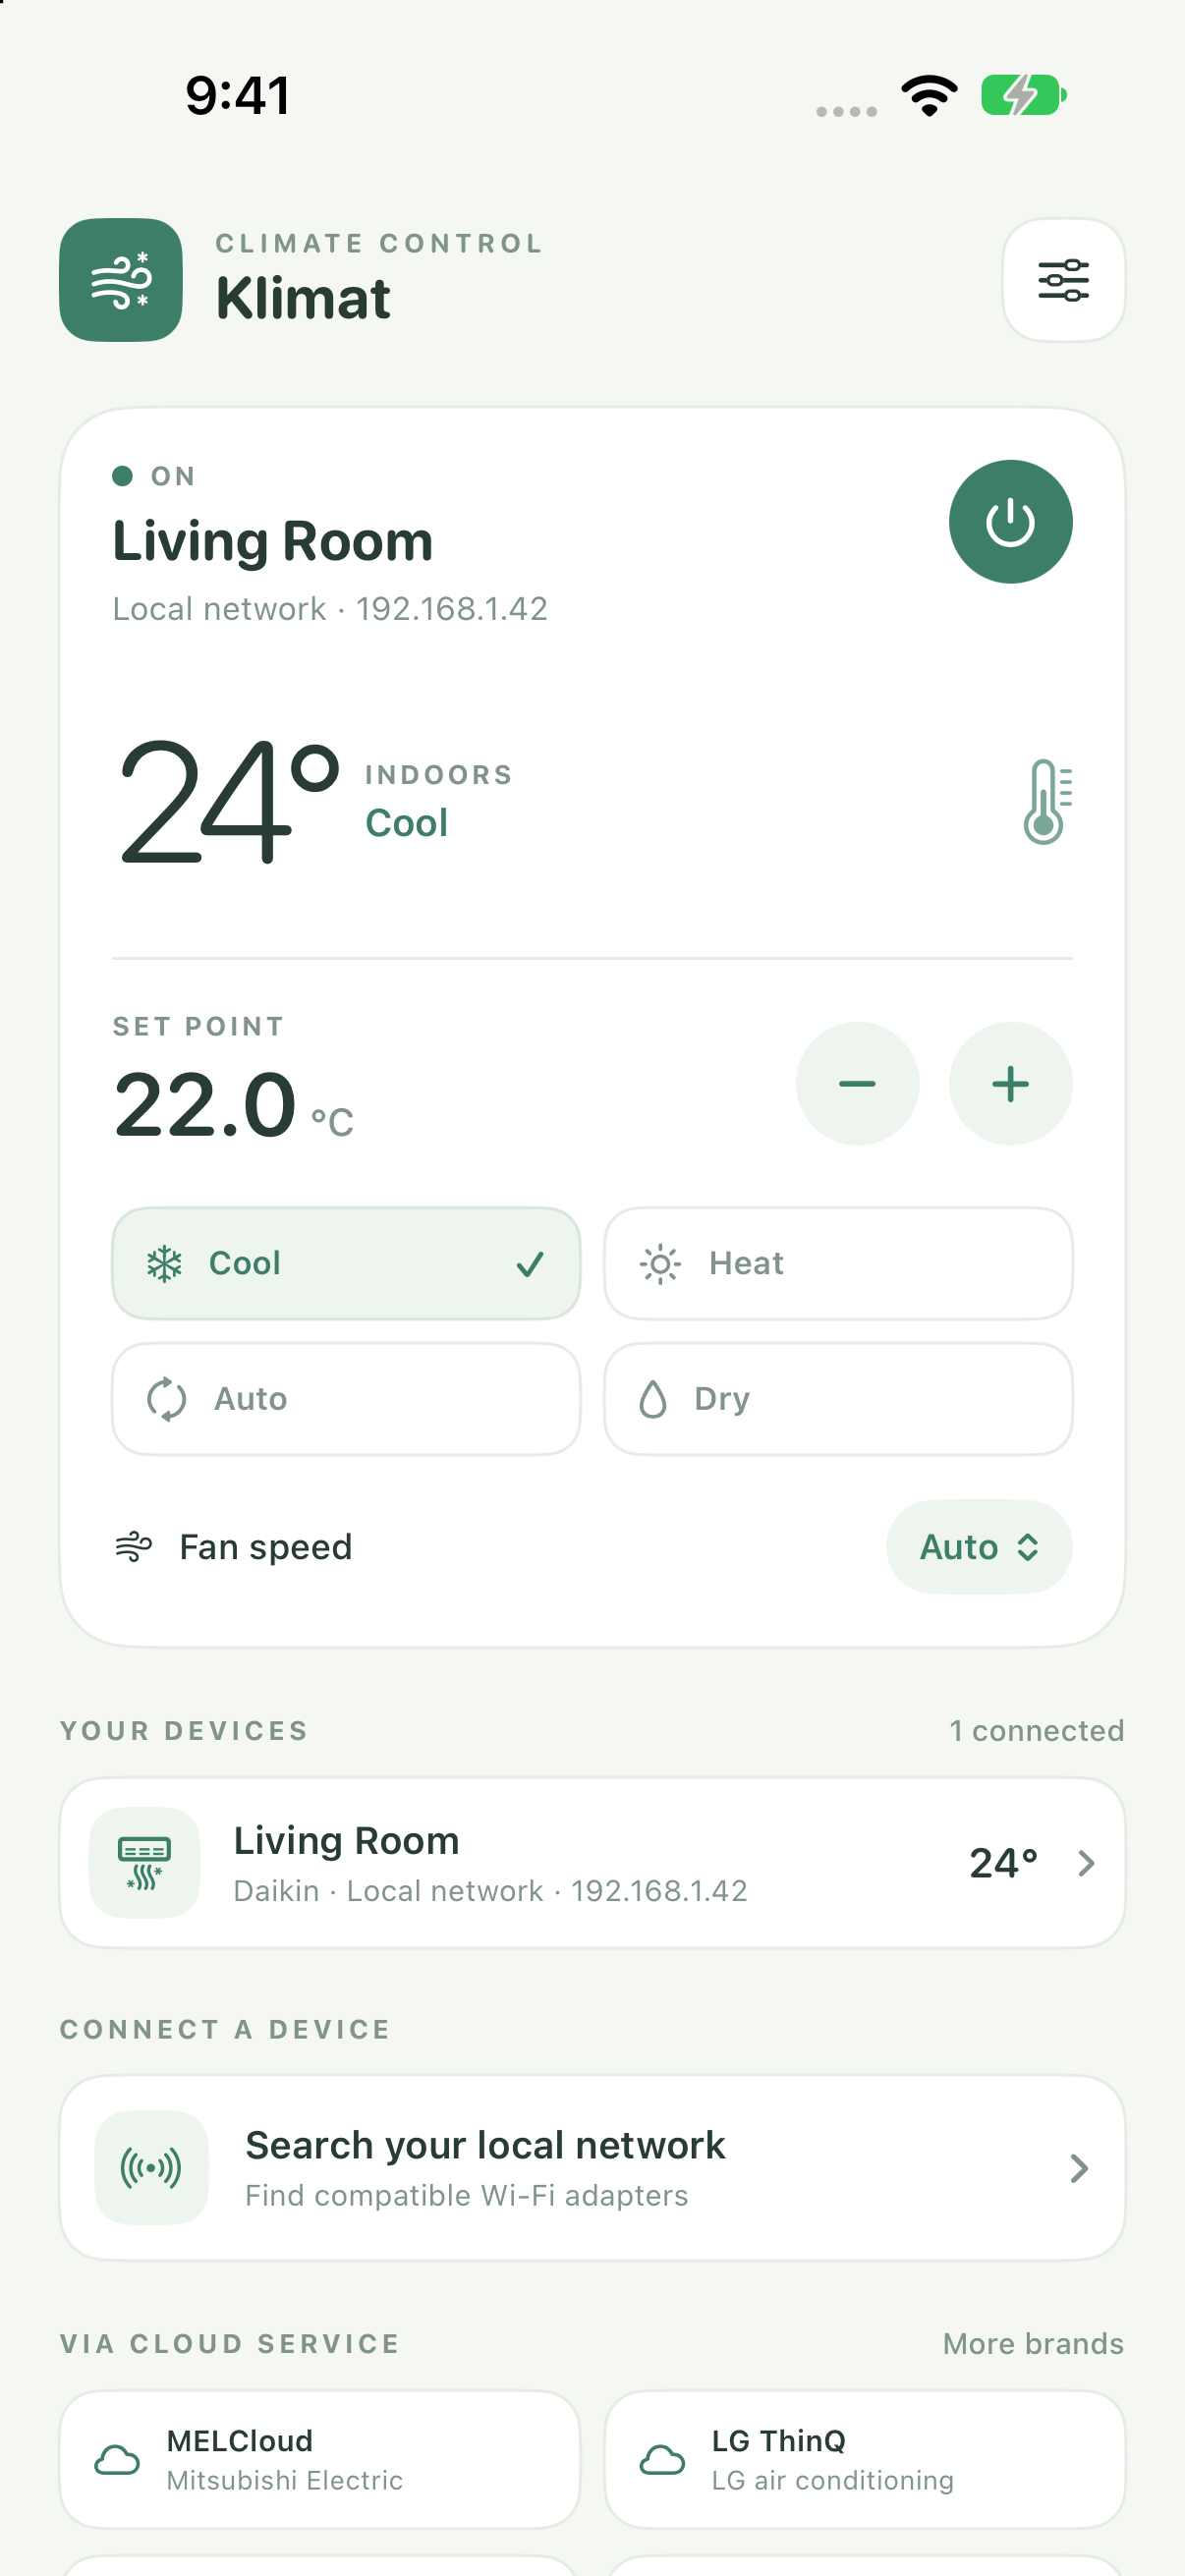 9:41
CLIMATE CONTROL
Klimat
ON
Living Room
Local network · 192.168.1.42
24°
INDOORS
Cool
SET POINT
22.0 °C
Cool
Heat
Auto
Dry
Fan speed
Auto
YOUR DEVICES
1 connected
Living Room
Daikin · Local network · 192.168.1.42
24°
CONNECT A DEVICE
Search your local network
Find compatible Wi-Fi adapters
VIA CLOUD SERVICE
More brands
MELCloud
Mitsubishi Electric
LG ThinQ
LG air conditioning